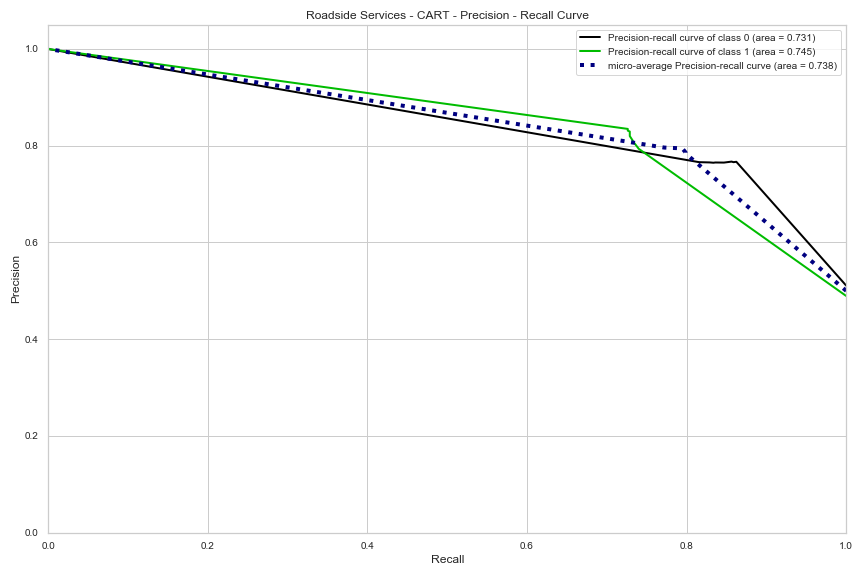 Roadside Services - CART - Precision - Recall Curve
Precision-recall curve of class 0 (area = 0.731)
Precision-recall curve of class 1 (area = 0.745)
micro-average Precision-recall curve (area = 0.738)
1.0
0.8
0.6
0.4
0.2
0.0
Precision
0.0 0.2 0.4 0.6 0.8 1.0
Recall